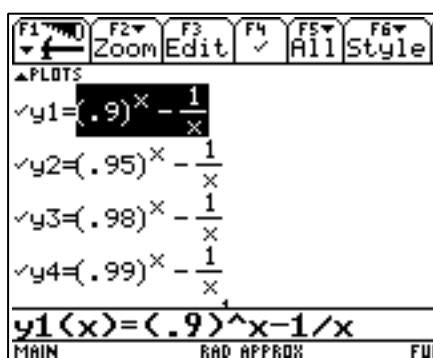 F1 F2 Zoom F3 Edit F4 ✓ F5 All F6 Style
▲PLOTS
✓y1=(.9)^x - 1/x
✓y2=(.95)^x - 1/x
✓y3=(.98)^x - 1/x
✓y4=(.99)^x - 1/x
y1(x)=(.9)^x-1/x
MAIN RAD APPROX FU